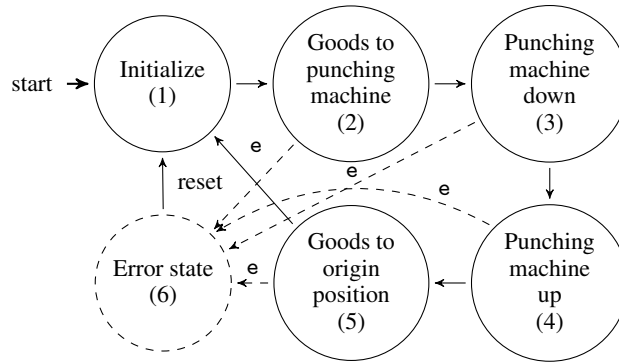 start
Initialize
(1)
Goods to
punching
machine
(2)
Punching
machine
down
(3)
e
e
e
reset
Error state
(6)
e
Goods to
origin
position
(5)
Punching
machine
up
(4)